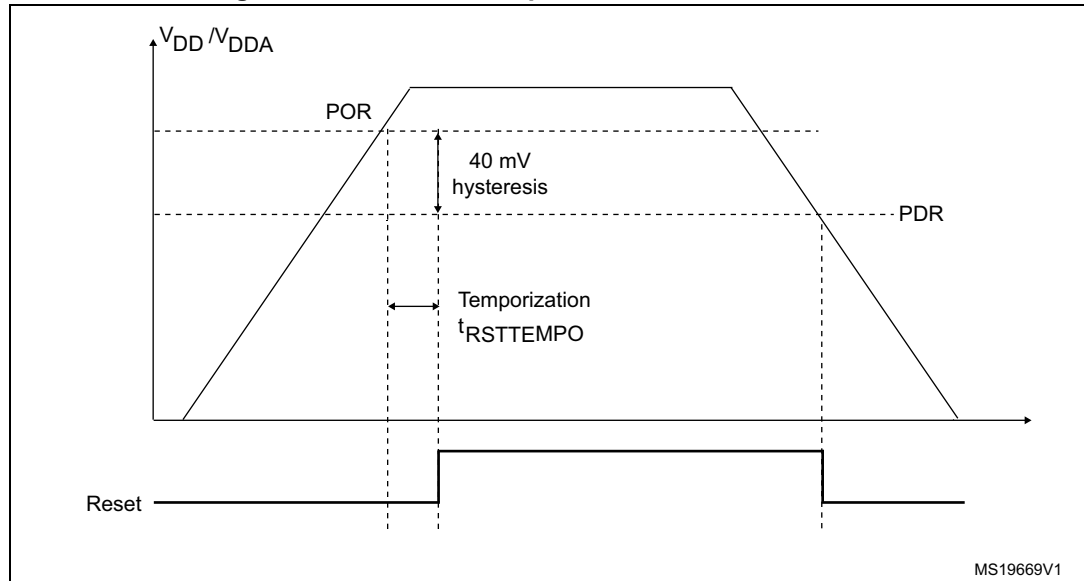 VDD /VDDA
POR
40 mV
hysteresis
PDR
Temporization
tRSTTEMPO
Reset
MS19669V1